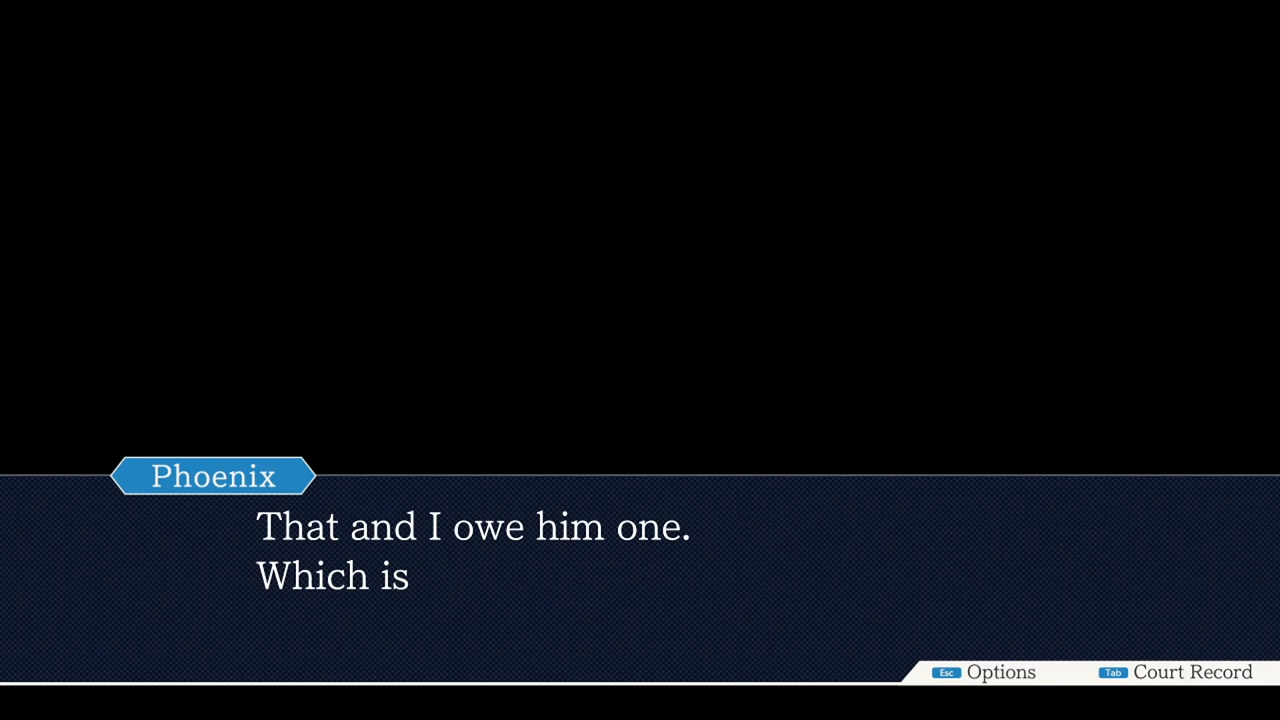 Phoenix
That and I owe him one.
Which is
Esc Options Tab Court Record